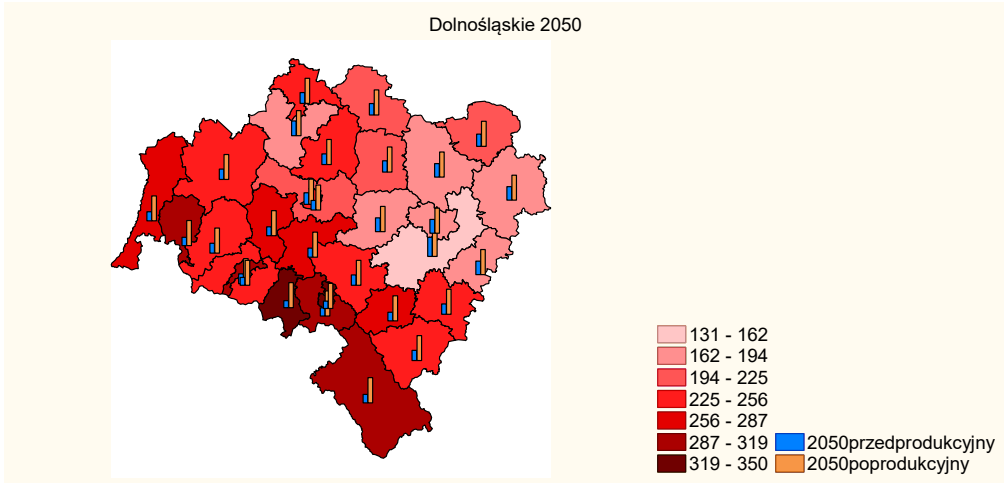 Dolnośląskie 2050
131 - 162
162 - 194
194 - 225
225 - 256
256 - 287
287 - 319 2050przedprodukcyjny
319 - 350 2050poprodukcyjny